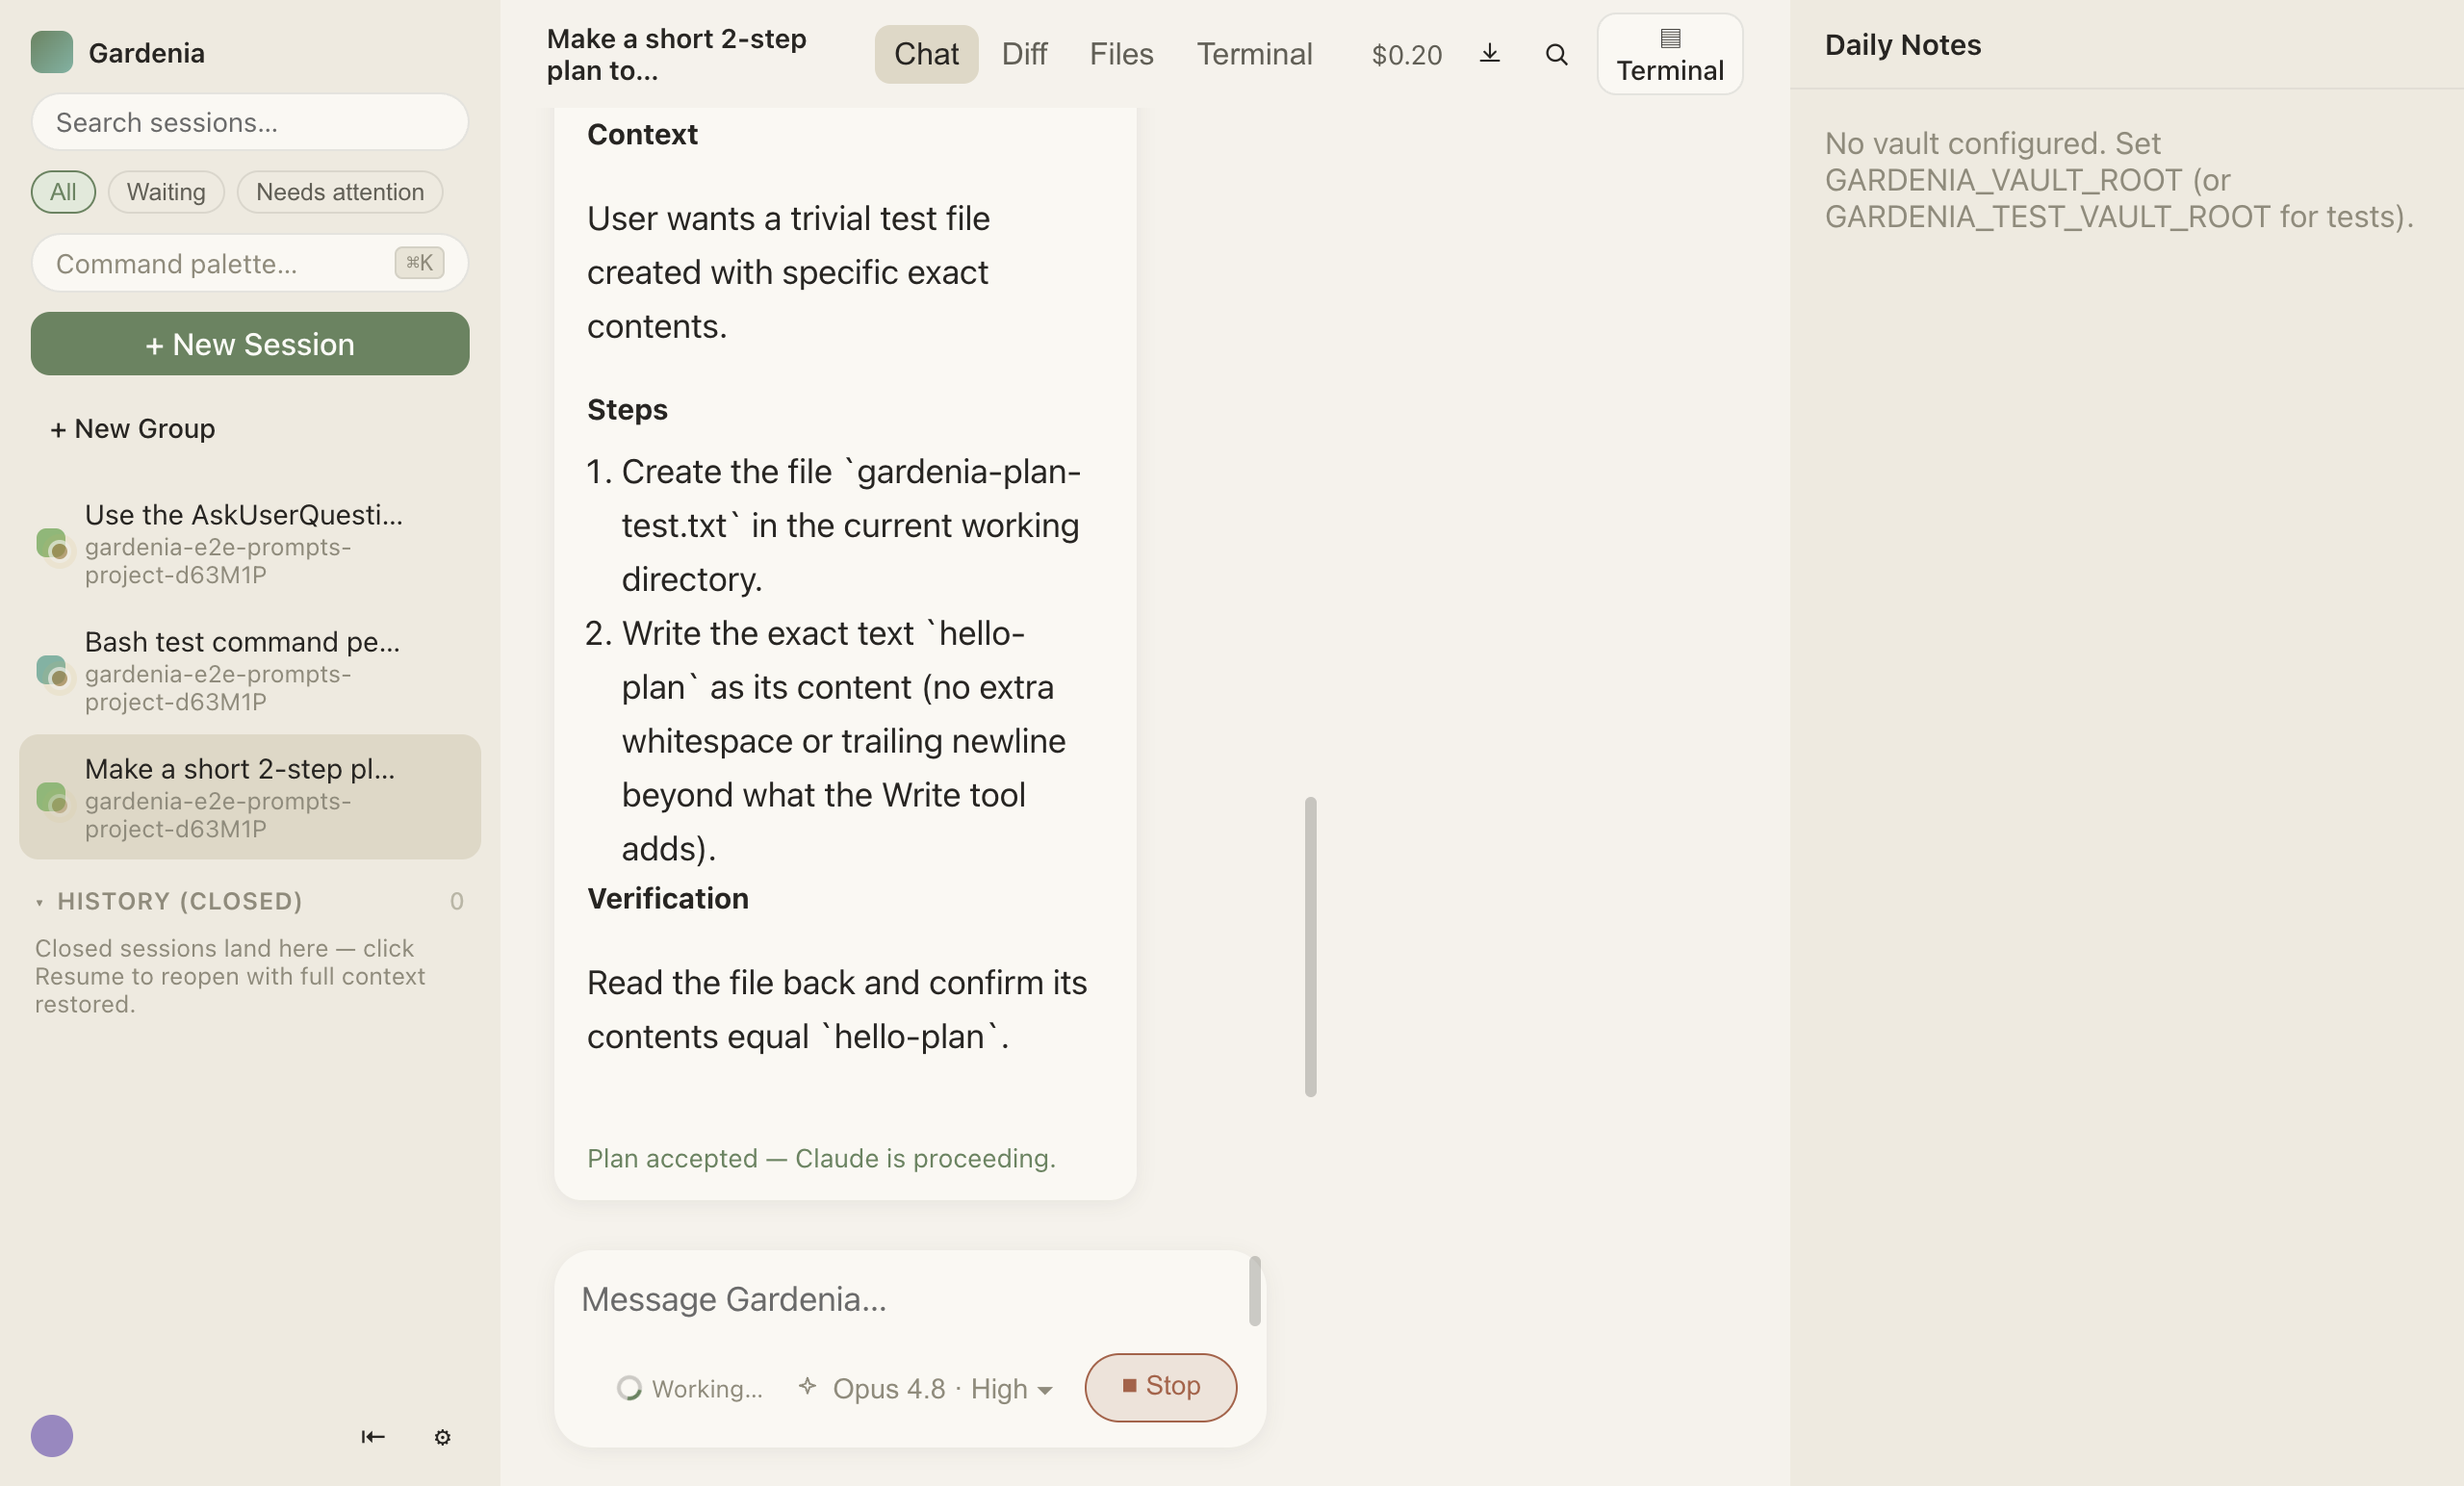 Gardenia
Search sessions...
All
Waiting
Needs attention
Command palette...
⌘K
+ New Session
+ New Group
Use the AskUserQuesti...
gardenia-e2e-prompts-
project-d63M1P
Bash test command pe...
gardenia-e2e-prompts-
project-d63M1P
Make a short 2-step pl...
gardenia-e2e-prompts-
project-d63M1P
HISTORY (CLOSED)
0
Closed sessions land here — click
Resume to reopen with full context
restored.
Make a short 2-step
plan to...
Chat
Diff
Files
Terminal
$0.20
Terminal
Context
User wants a trivial test file
created with specific exact
contents.
Steps
1. Create the file `gardenia-plan-
test.txt` in the current working
directory.
2. Write the exact text `hello-
plan` as its content (no extra
whitespace or trailing newline
beyond what the Write tool
adds).
Verification
Read the file back and confirm its
contents equal `hello-plan`.
Plan accepted — Claude is proceeding.
Message Gardenia...
Working...
Opus 4.8 · High
Stop
Daily Notes
No vault configured. Set
GARDENIA_VAULT_ROOT (or
GARDENIA_TEST_VAULT_ROOT for tests).